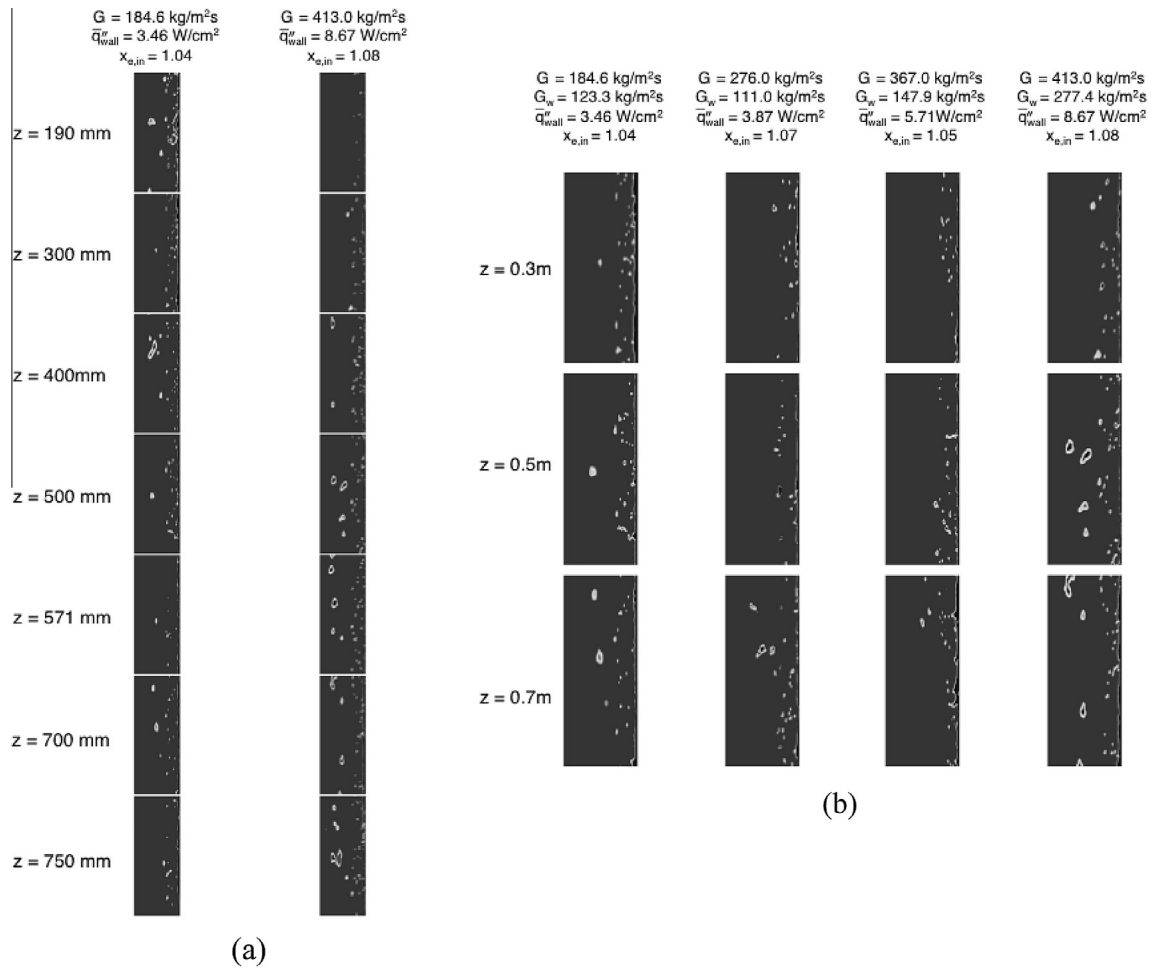 G = 184.6 kg/m²s
q̅″wall = 3.46 W/cm²
xe,in = 1.04
G = 413.0 kg/m²s
q̅″wall = 8.67 W/cm²
xe,in = 1.08
z = 190 mm
z = 300 mm
z = 400mm
z = 500 mm
z = 571 mm
z = 700 mm
z = 750 mm
(a)
G = 184.6 kg/m²s
Gw = 123.3 kg/m²s
q̅″wall = 3.46 W/cm²
xe,in = 1.04
G = 276.0 kg/m²s
Gw = 111.0 kg/m²s
q̅″wall = 3.87 W/cm²
xe,in = 1.07
G = 367.0 kg/m²s
Gw = 147.9 kg/m²s
q̅″wall = 5.71 W/cm²
xe,in = 1.05
G = 413.0 kg/m²s
Gw = 277.4 kg/m²s
q̅″wall = 8.67 W/cm²
xe,in = 1.08
z = 0.3m
z = 0.5m
z = 0.7m
(b)